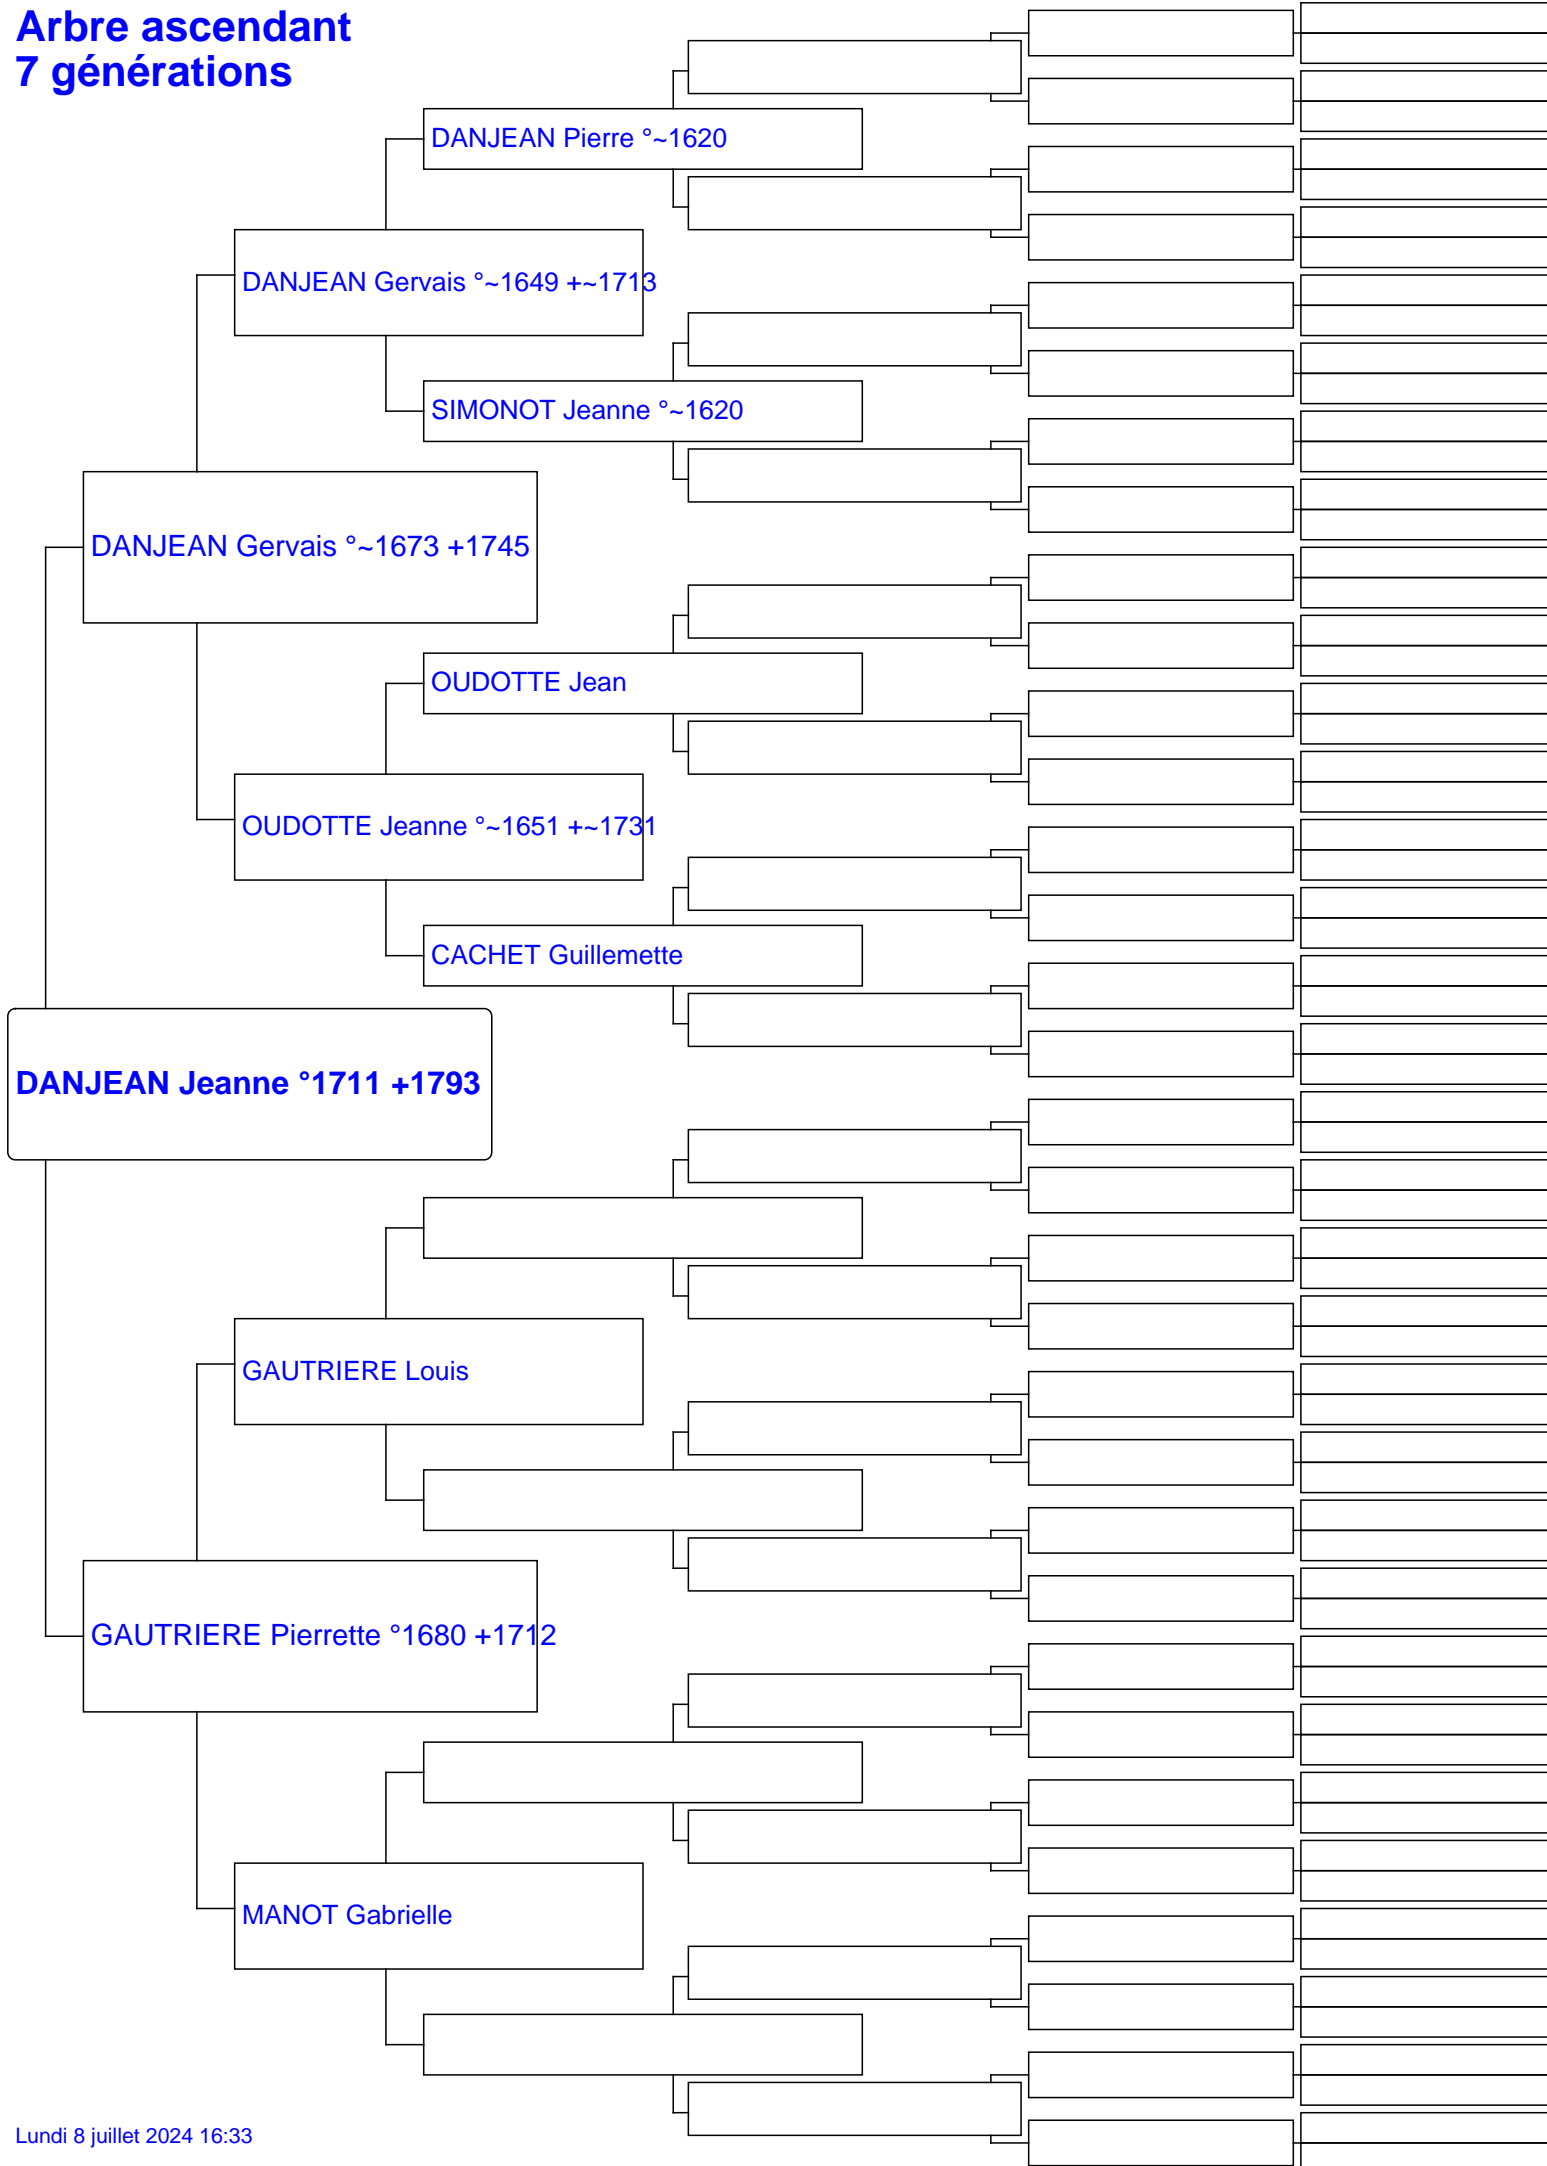 Arbre ascendant
7 générations
DANJEAN Pierre °~1620
DANJEAN Gervais °~1649 +~1713
SIMONOT Jeanne °~1620
DANJEAN Gervais °~1673 +1745
OUDOTTE Jean
OUDOTTE Jeanne °~1651 +~1731
CACHET Guillemette
DANJEAN Jeanne °1711 +1793
GAUTRIERE Louis
GAUTRIERE Pierrette °1680 +1712
MANOT Gabrielle
Lundi 8 juillet 2024 16:33